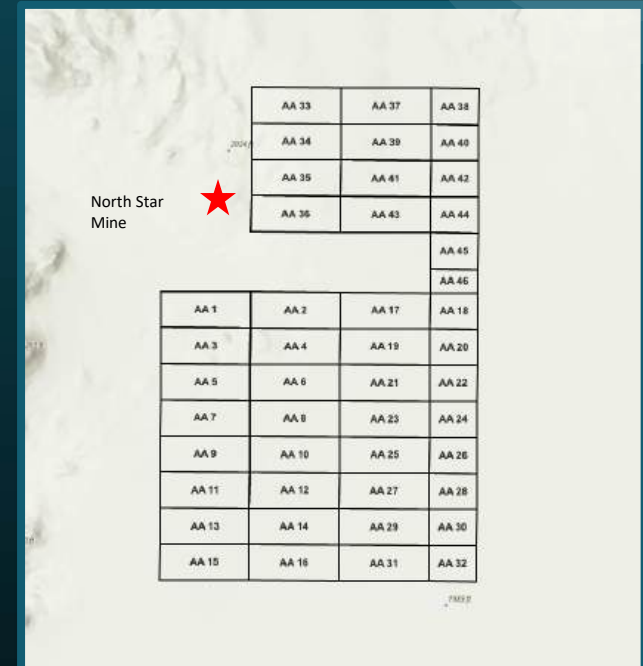 AA 33 AA 37 AA 38
AA 34 AA 39 AA 40
AA 35 AA 41 AA 42
North Star
Mine
AA 36 AA 43 AA 44
AA 45
AA 46
AA 1 AA 2 AA 17 AA 18
AA 3 AA 4 AA 19 AA 20
AA 5 AA 6 AA 21 AA 22
AA 7 AA 8 AA 23 AA 24
AA 9 AA 10 AA 25 AA 26
AA 11 AA 12 AA 27 AA 28
AA 13 AA 14 AA 29 AA 30
AA 15 AA 16 AA 31 AA 32